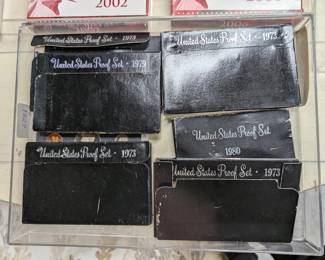 2002
United States Proof Set · 1973
United States Proof Set · 1979
United States Proof Set · 1973
United States Proof Set
1980
United States Proof Set · 1973
United States Proof Set · 1973